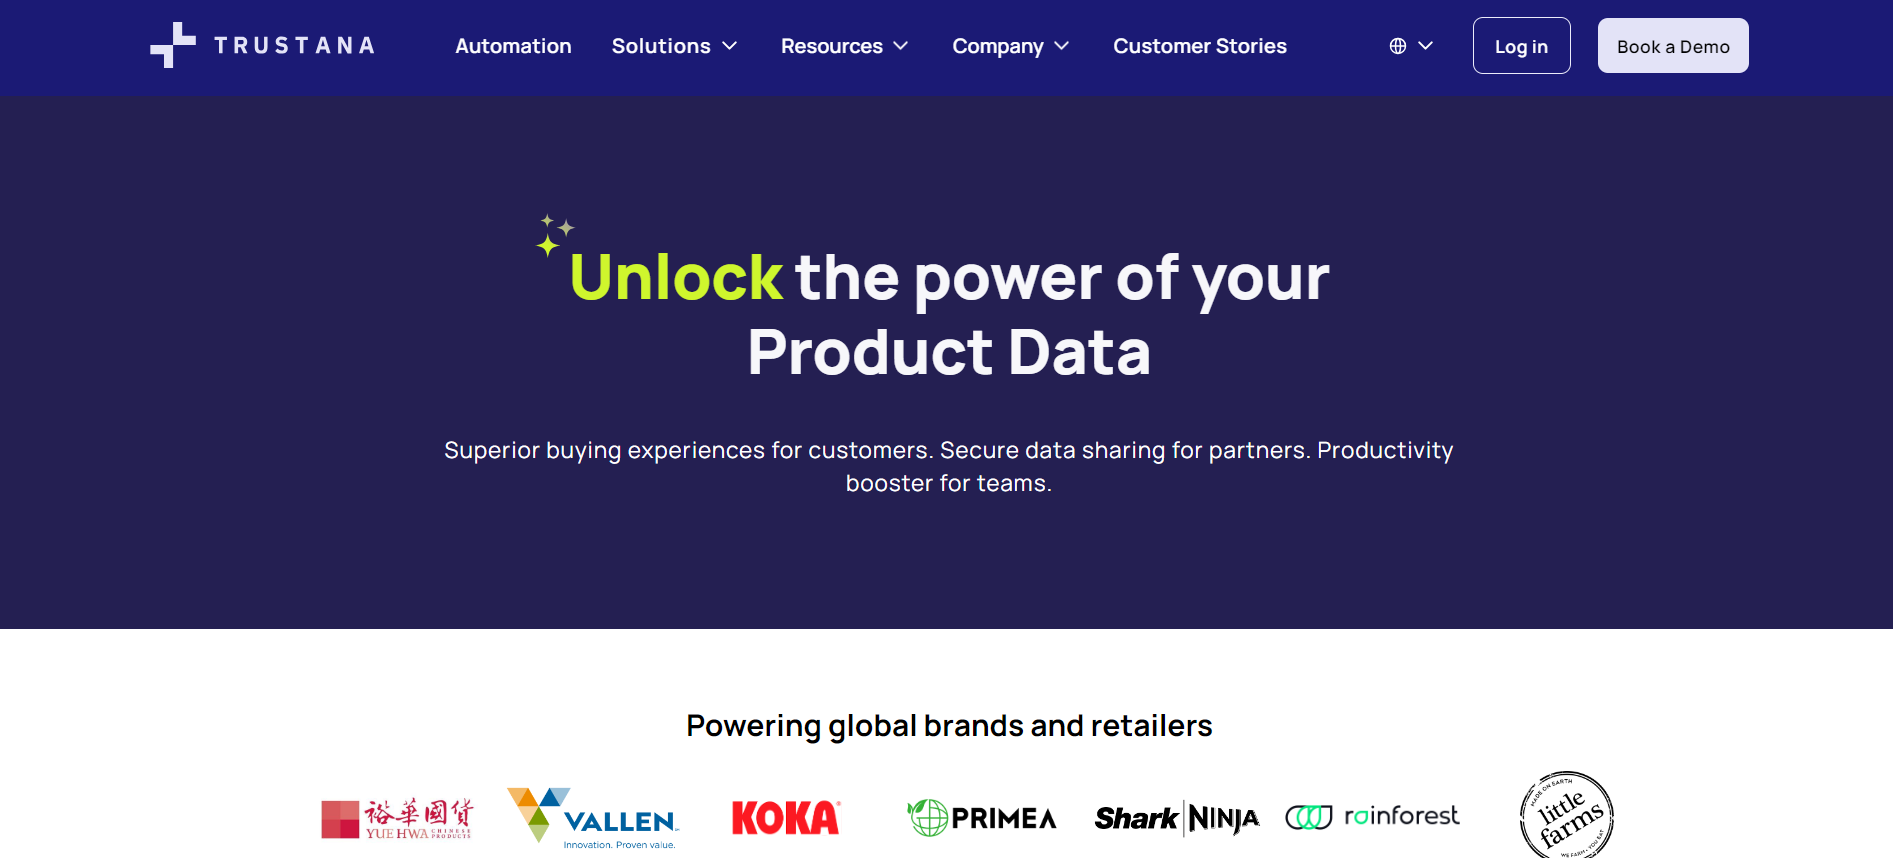 TRUSTANA
Automation
Solutions
Resources
Company
Customer Stories
Log in
Book a Demo
Unlock the power of your
Product Data
Superior buying experiences for customers. Secure data sharing for partners. Productivity
booster for teams.
Powering global brands and retailers
裕華國貨
YUE HWA CHINESE PRODUCTS
VALLEN
Innovation. Proven value.
KOKA
PRIMEA
Shark NINJA
rainforest
MADE ON EARTH
little
farms
WE FARM • YOU EAT